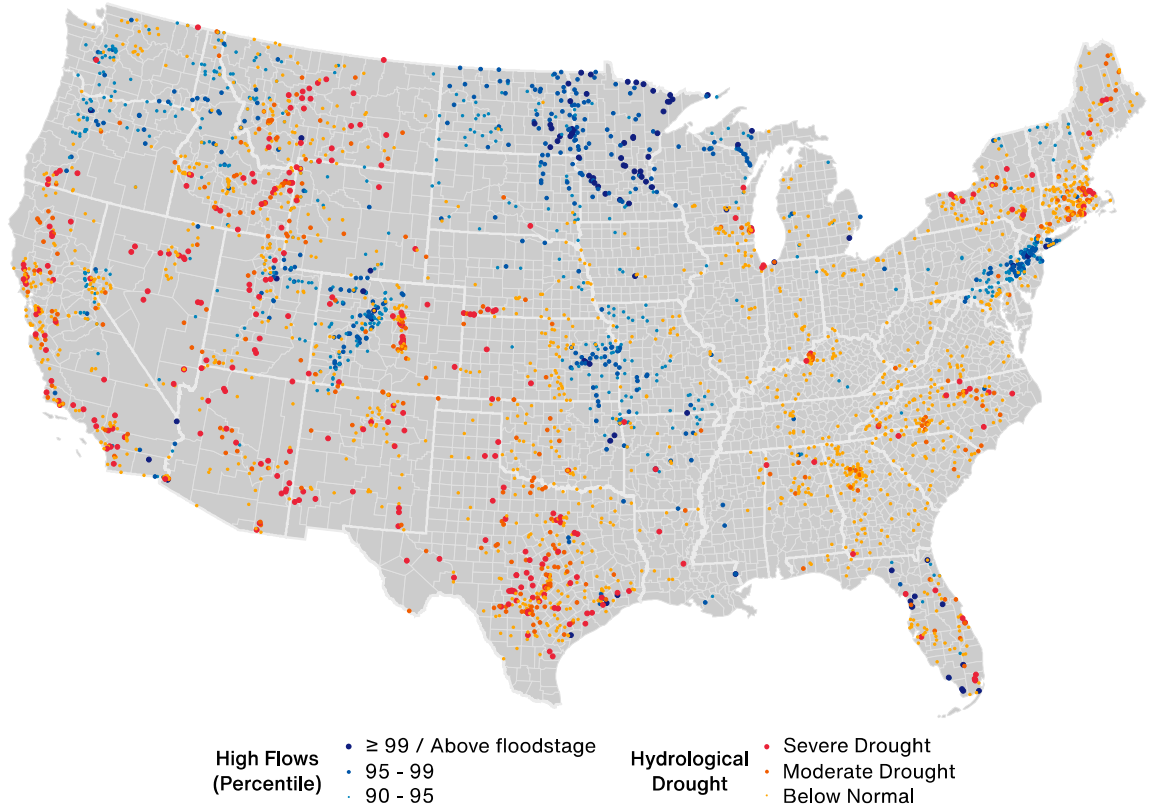 High Flows
(Percentile)
≥ 99 / Above floodstage
95 - 99
90 - 95
Hydrological
Drought
Severe Drought
Moderate Drought
Below Normal